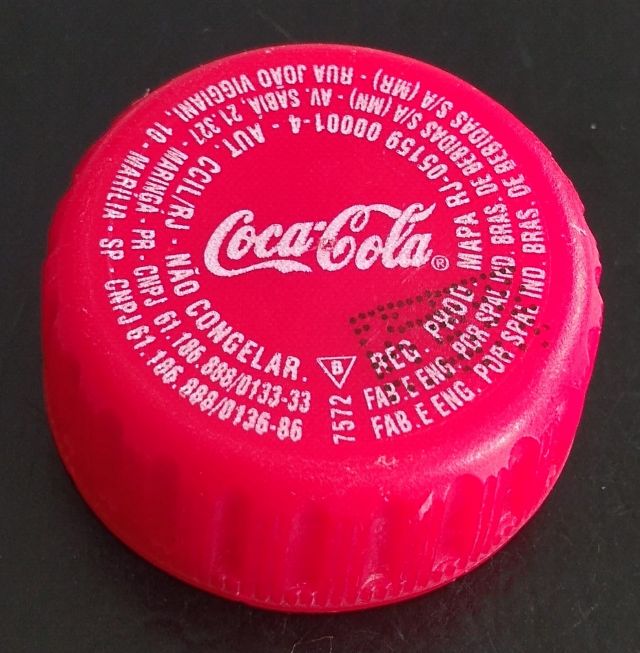 Coca-Cola ®
REG. PROD. MAPA RJ 05159 00001-4 - AUT. CCIL/RJ - NÃO CONGELAR.
FAB.E ENG. POR SPAL IND. BRAS. DE BEBIDAS S/A (MN) - AV. SABIÁ, 21.327 - MARINGÁ - PR - CNPJ 61.186.888/0133-33
FAB.E ENG. POR SPAL IND. BRAS. DE BEBIDAS S/A (MR) - RUA JOÃO VIGGIANI, 10 - MARÍLIA - SP - CNPJ 61.186.888/0136-86
B
7572